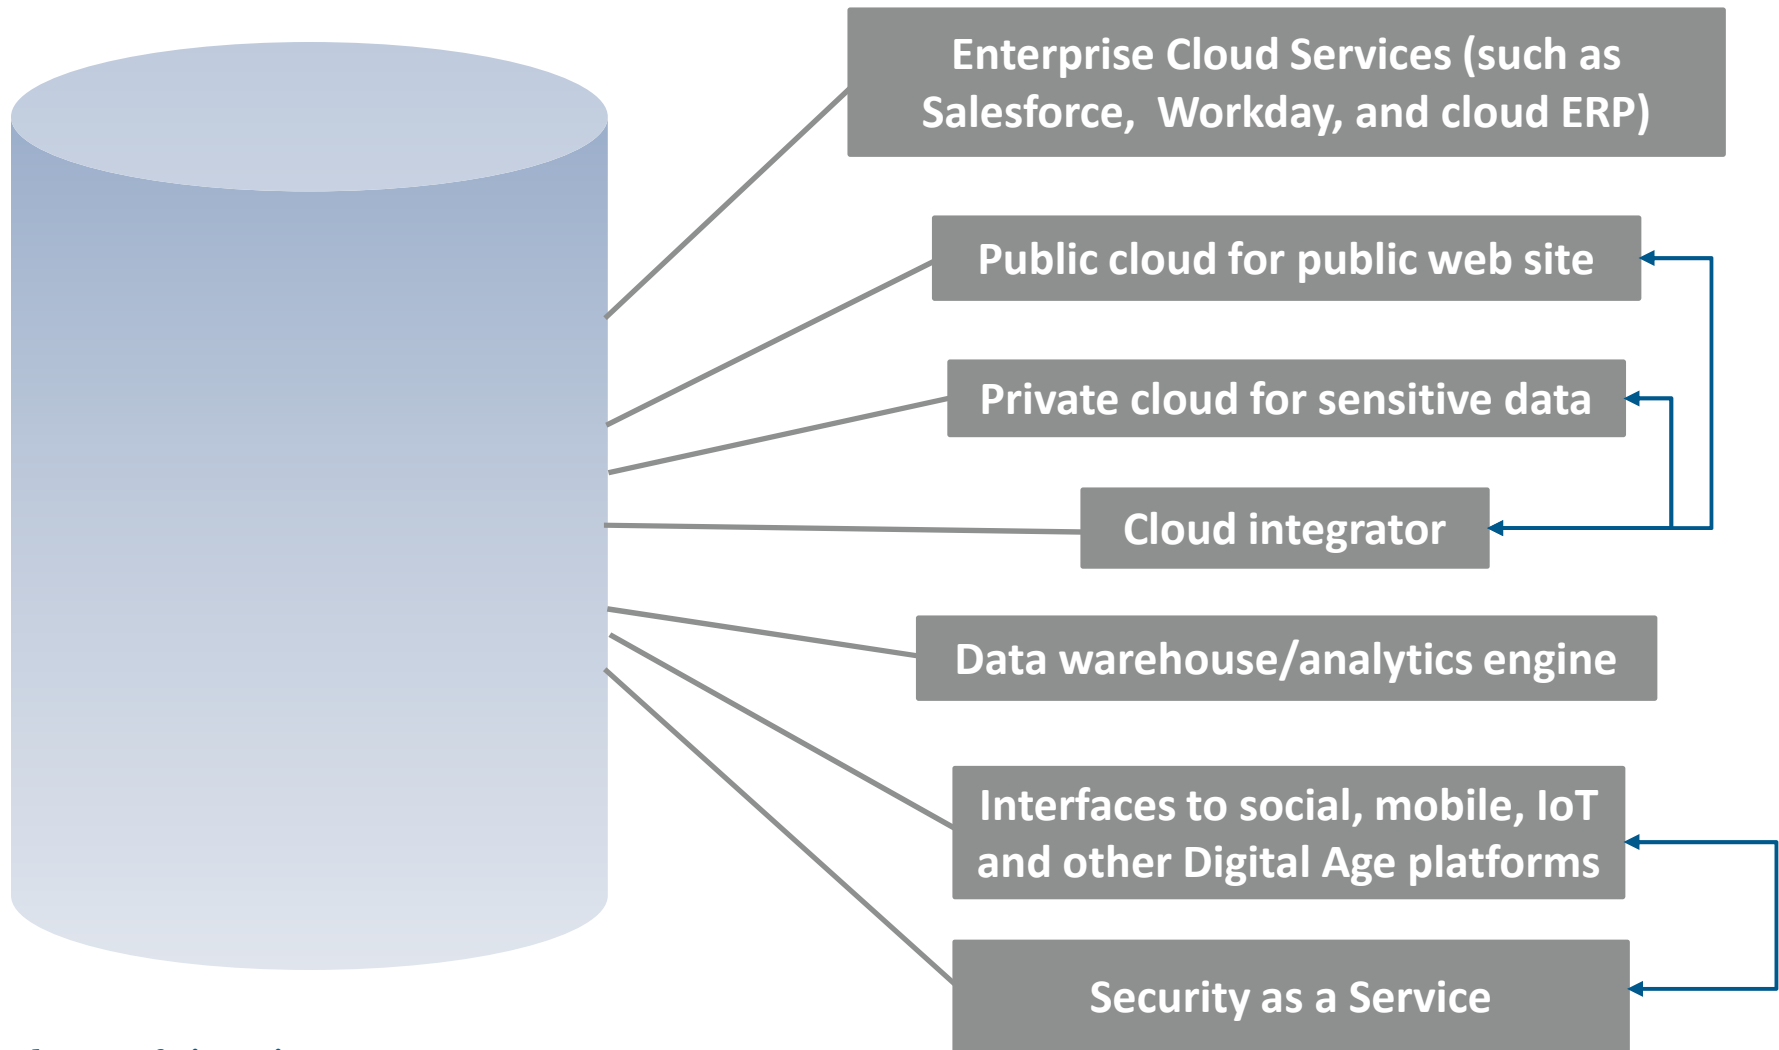 Enterprise Cloud Services (such as
Salesforce, Workday, and cloud ERP)
Public cloud for public web site
Private cloud for sensitive data
Cloud integrator
Data warehouse/analytics engine
Interfaces to social, mobile, IoT
and other Digital Age platforms
Security as a Service